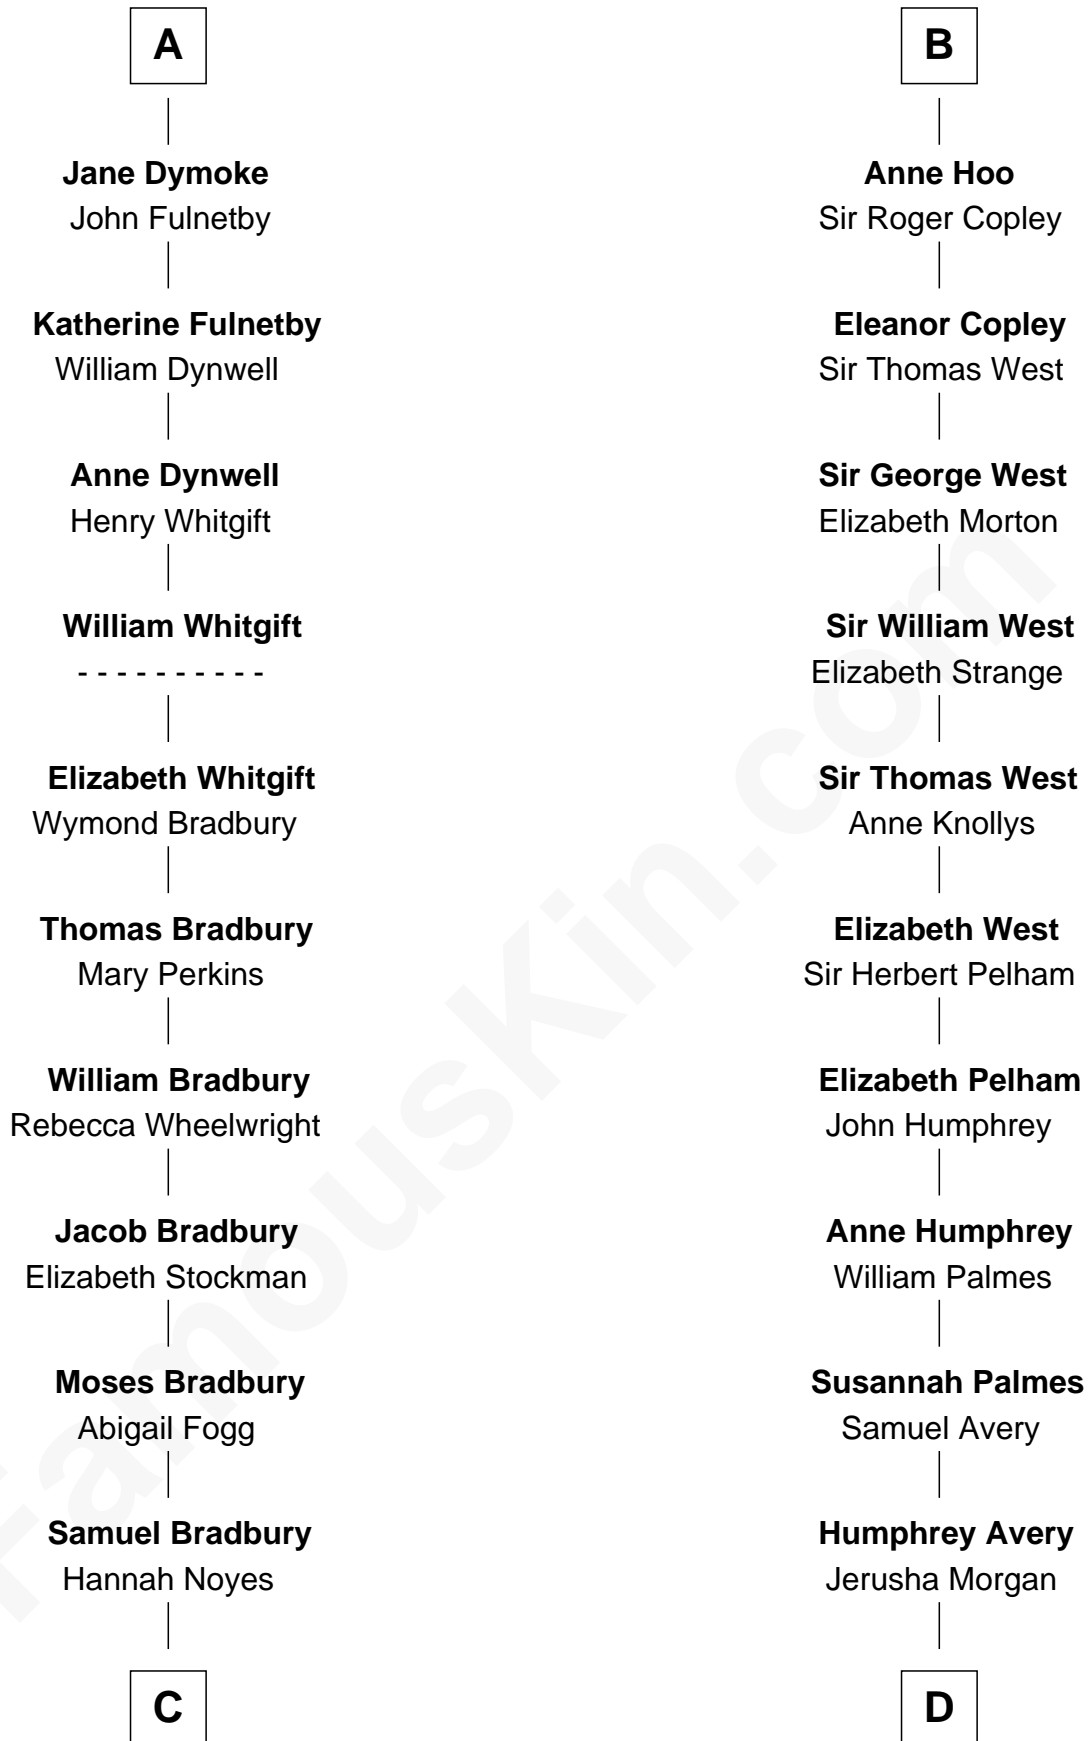 A
Jane Dymoke
John Fulnetby
Katherine Fulnetby
William Dynwell
Anne Dynwell
Henry Whitgift
William Whitgift
- - - - - - - - - -
Elizabeth Whitgift
Wymond Bradbury
Thomas Bradbury
Mary Perkins
William Bradbury
Rebecca Wheelwright
Jacob Bradbury
Elizabeth Stockman
Moses Bradbury
Abigail Fogg
Samuel Bradbury
Hannah Noyes
C
B
Anne Hoo
Sir Roger Copley
Eleanor Copley
Sir Thomas West
Sir George West
Elizabeth Morton
Sir William West
Elizabeth Strange
Sir Thomas West
Anne Knollys
Elizabeth West
Sir Herbert Pelham
Elizabeth Pelham
John Humphrey
Anne Humphrey
William Palmes
Susannah Palmes
Samuel Avery
Humphrey Avery
Jerusha Morgan
D
FamousKin.com